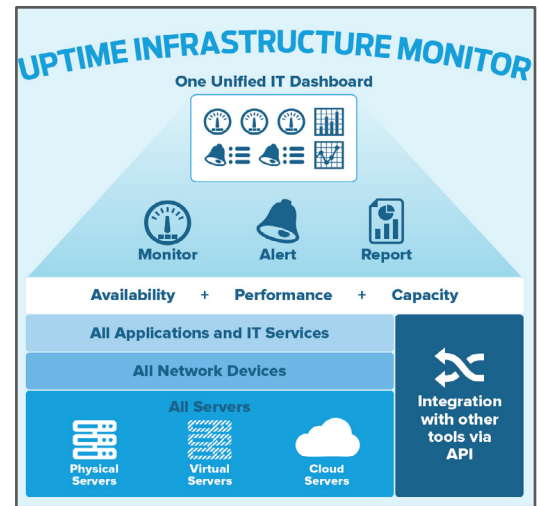 UPTIME INFRASTRUCTURE MONITOR
One Unified IT Dashboard
Monitor
Alert
Report
Availability + Performance + Capacity
All Applications and IT Services
All Network Devices
All Servers
Physical
Servers
Virtual
Servers
Cloud
Servers
Integration
with other
tools via
API